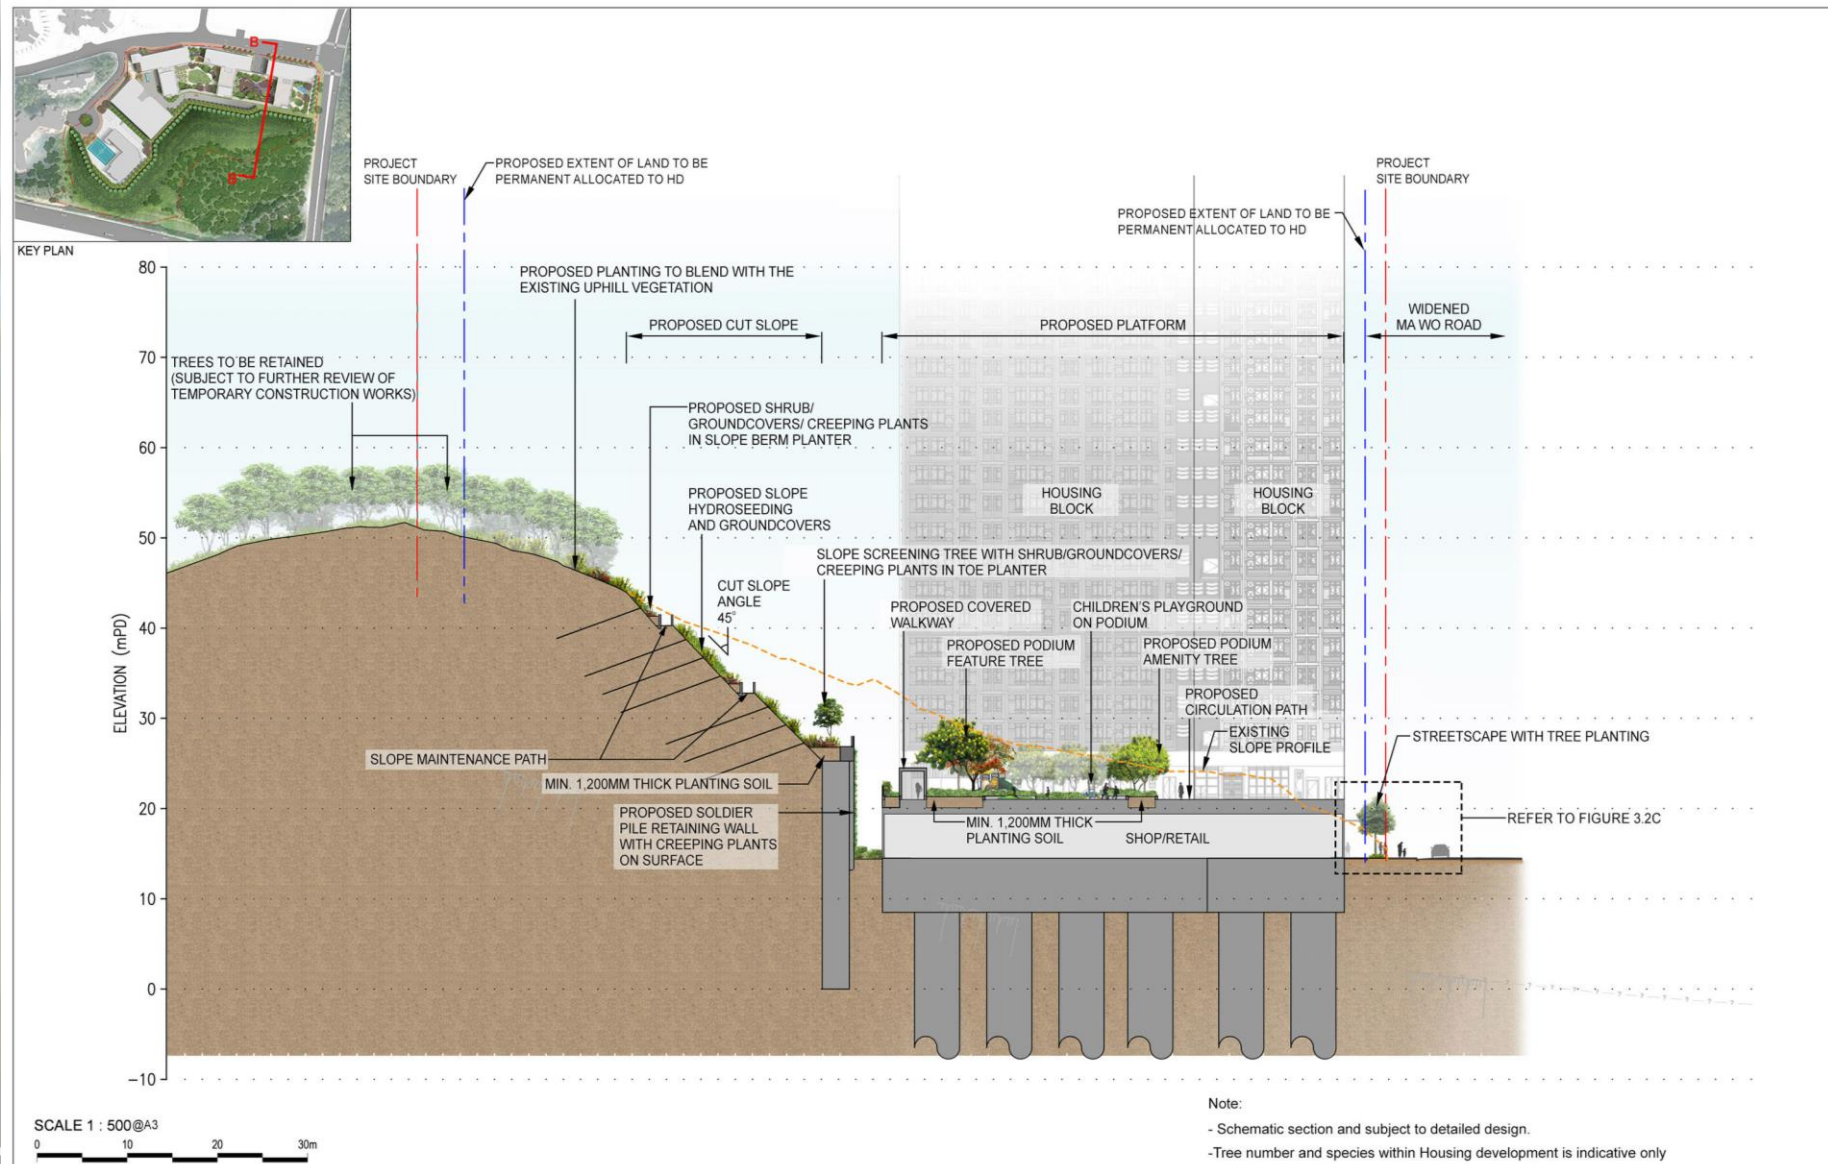 B
B
KEY PLAN
PROJECT
SITE BOUNDARY
PROPOSED EXTENT OF LAND TO BE
PERMANENT ALLOCATED TO HD
PROJECT
SITE BOUNDARY
PROPOSED EXTENT OF LAND TO BE
PERMANENT ALLOCATED TO HD
PROPOSED PLANTING TO BLEND WITH THE
EXISTING UPHILL VEGETATION
PROPOSED CUT SLOPE
PROPOSED PLATFORM
WIDENED
MA WO ROAD
TREES TO BE RETAINED
(SUBJECT TO FURTHER REVIEW OF
TEMPORARY CONSTRUCTION WORKS)
PROPOSED SHRUB/
GROUNDCOVERS/ CREEPING PLANTS
IN SLOPE BERM PLANTER
PROPOSED SLOPE
HYDROSEEDING
AND GROUNDCOVERS
HOUSING
BLOCK
HOUSING
BLOCK
SLOPE SCREENING TREE WITH SHRUB/GROUNDCOVERS/
CREEPING PLANTS IN TOE PLANTER
CUT SLOPE
ANGLE
45°
PROPOSED COVERED
WALKWAY
CHILDREN'S PLAYGROUND
ON PODIUM
PROPOSED PODIUM
FEATURE TREE
PROPOSED PODIUM
AMENITY TREE
PROPOSED
CIRCULATION PATH
EXISTING
SLOPE PROFILE
STREETSCAPE WITH TREE PLANTING
SLOPE MAINTENANCE PATH
MIN. 1,200MM THICK PLANTING SOIL
PROPOSED SOLDIER
PILE RETAINING WALL
WITH CREEPING PLANTS
ON SURFACE
MIN. 1,200MM THICK
PLANTING SOIL
SHOP/RETAIL
REFER TO FIGURE 3.2C
ELEVATION (mPD)
80
70
60
50
40
30
20
10
0
−10
SCALE 1 : 500@A3
0 10 20 30m
Note:
- Schematic section and subject to detailed design.
-Tree number and species within Housing development is indicative only